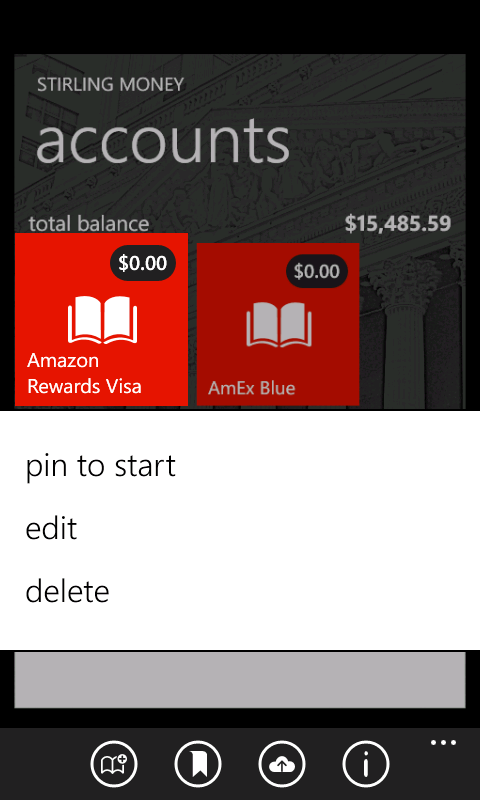 STIRLING MONEY
accounts
total balance $15,485.59
$0.00 $0.00
Amazon
Rewards Visa AmEx Blue
pin to start
edit
delete